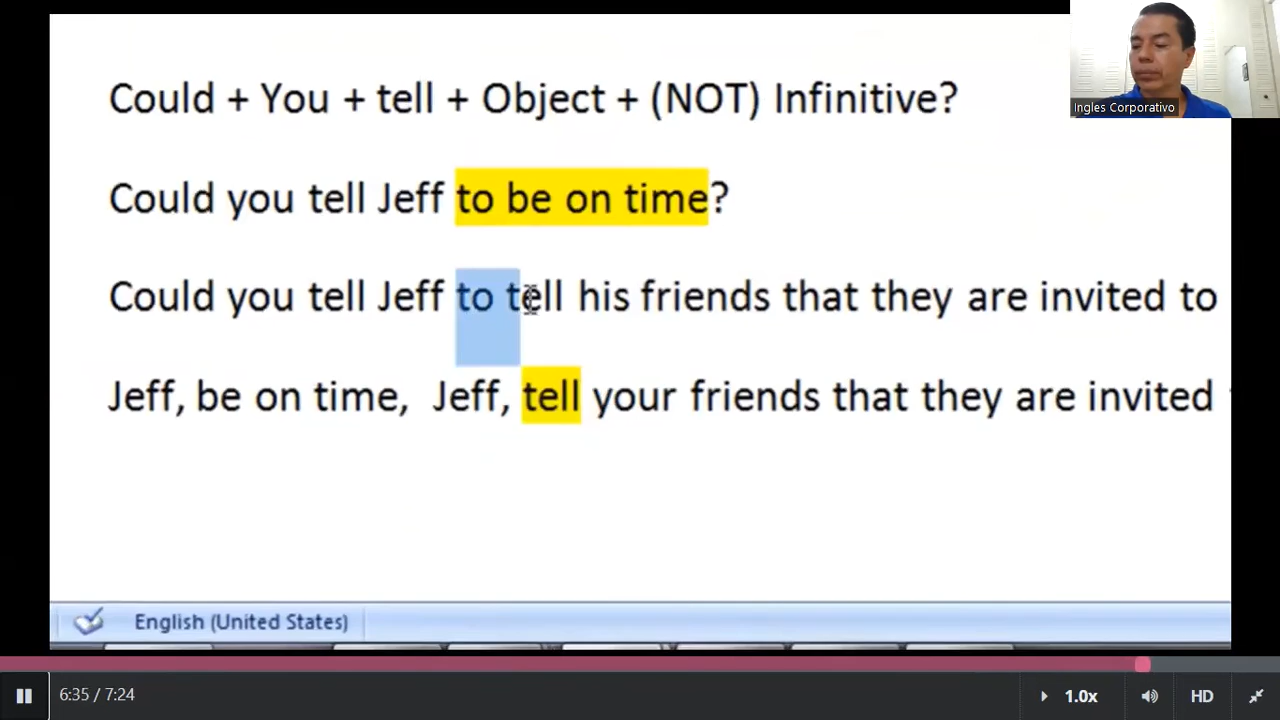 Could + You + tell + Object + (NOT) Infinitive?
Ingles Corporativo
Could you tell Jeff to be on time?
Could you tell Jeff to tell his friends that they are invited to
Jeff, be on time,  Jeff, tell your friends that they are invited
English (United States)
6:35 / 7:24
1.0x
HD